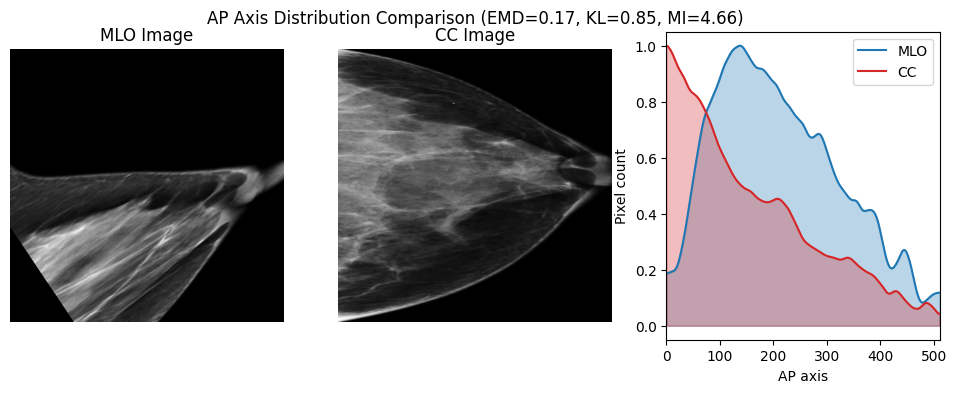 AP Axis Distribution Comparison (EMD=0.17, KL=0.85, MI=4.66)
MLO Image
CC Image
MLO
CC
Pixel count
1.0
0.8
0.6
0.4
0.2
0.0
0 100 200 300 400 500
AP axis